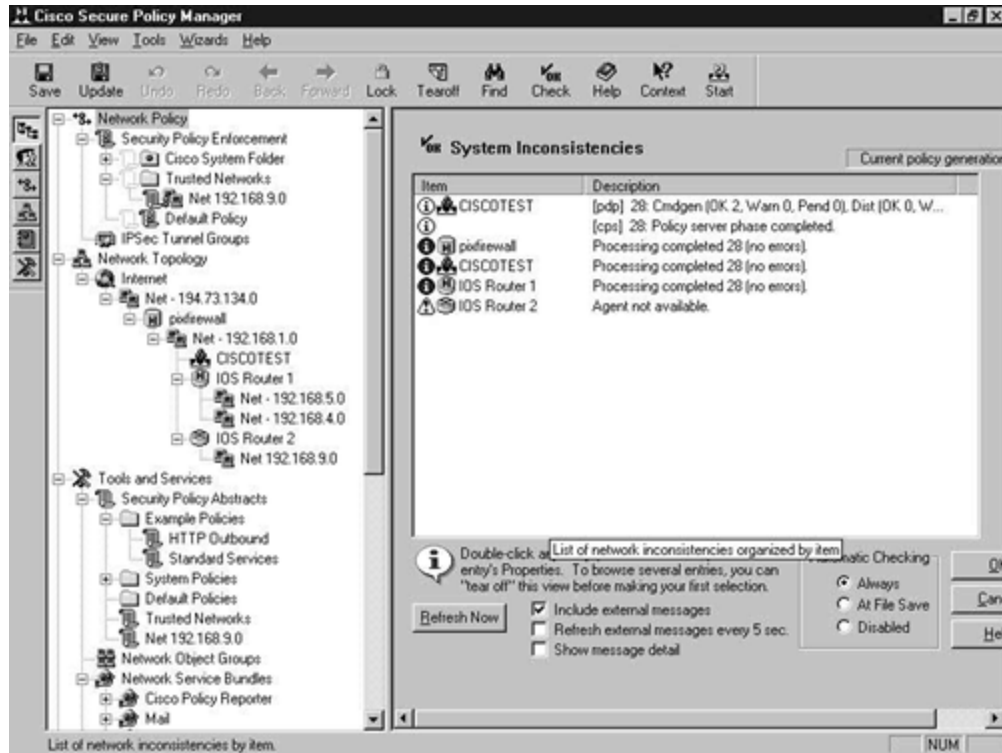 Cisco Secure Policy Manager
File Edit View Tools Wizards Help
Save Update Undo Redo Back Forward Lock Tearoff Find Check Help Context Start
Network Policy
Security Policy Enforcement
Cisco System Folder
Trusted Networks
Net 192.168.9.0
Default Policy
IPSec Tunnel Groups
Network Topology
Internet
Net - 194.73.134.0
pixfirewall
Net - 192.168.1.0
CISCOTEST
IOS Router 1
Net - 192.168.5.0
Net - 192.168.4.0
IOS Router 2
Net 192.168.9.0
Tools and Services
Security Policy Abstracts
Example Policies
HTTP Outbound
Standard Services
System Policies
Default Policies
Trusted Networks
Net 192.168.9.0
Network Object Groups
Network Service Bundles
Cisco Policy Reporter
Mail
System Inconsistencies
Current policy generation
Item Description
CISCOTEST [pdp] 28: Cmdgen (OK 2, Warn 0, Pend 0), Dist (OK 0, W...
[cps] 28: Policy server phase completed.
pixfirewall Processing completed 28 (no errors).
CISCOTEST Processing completed 28 (no errors).
IOS Router 1 Processing completed 28 (no errors).
IOS Router 2 Agent not available.
Double-click
List of network inconsistencies organized by item
entry's Properties. To browse several entries, you can
"tear off" this view before making your first selection.
Refresh Now
Include external messages
Refresh external messages every 5 sec.
Show message detail
Checking
Always
At File Save
Disabled
List of network inconsistencies by item.
NUM